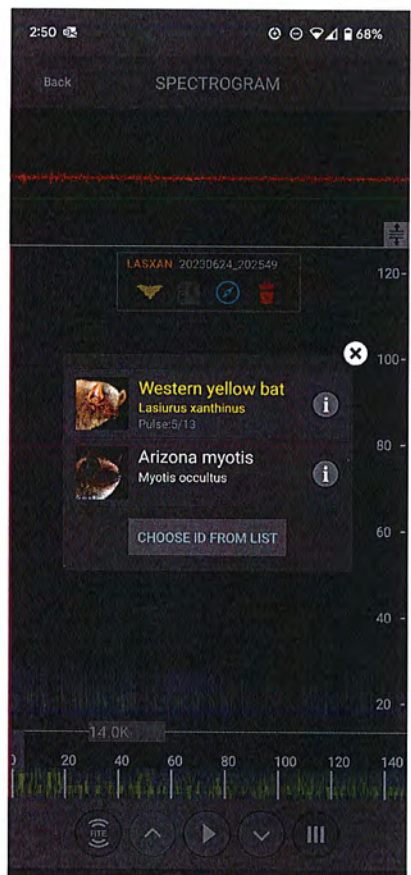 2:50 68%
Back SPECTROGRAM
LASXAN 20230624_202549
120-
100-
Western yellow bat
Lasiurus xanthinus
Pulse:5/13
80 -
Arizona myotis
Myotis occultus
CHOOSE ID FROM LIST
60 -
40 -
20 -
14.0K
0 20 40 60 80 100 120 140
RTE